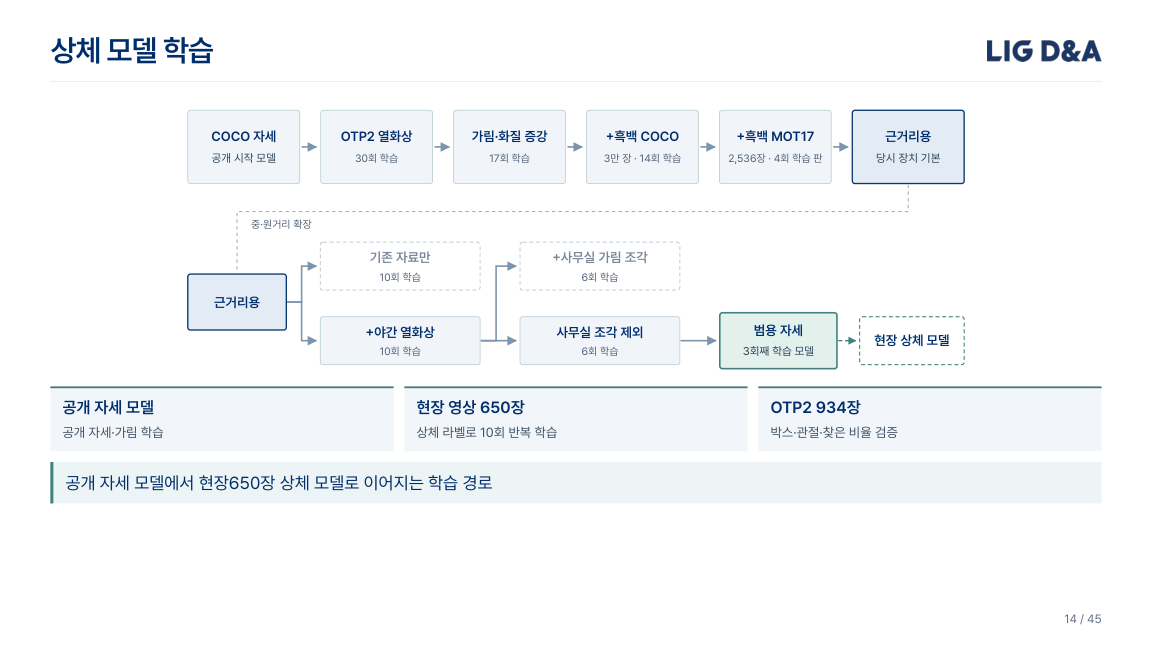 상체 모델 학습
LIG D&A
COCO 자세
공개 시작 모델
OTP2 열화상
30회 학습
가림·화질 증강
17회 학습
+흑백 COCO
3만 장 · 14회 학습
+흑백 MOT17
2,536장 · 4회 학습 판
근거리용
당시 장치 기본
중·원거리 확장
근거리용
기존 자료만
10회 학습
+사무실 가림 조각
6회 학습
+야간 열화상
10회 학습
사무실 조각 제외
6회 학습
범용 자세
3회째 학습 모델
현장 상체 모델
공개 자세 모델
공개 자세·가림 학습
현장 영상 650장
상체 라벨로 10회 반복 학습
OTP2 934장
박스·관절·찾은 비율 검증
공개 자세 모델에서 현장650장 상체 모델로 이어지는 학습 경로
14 / 45